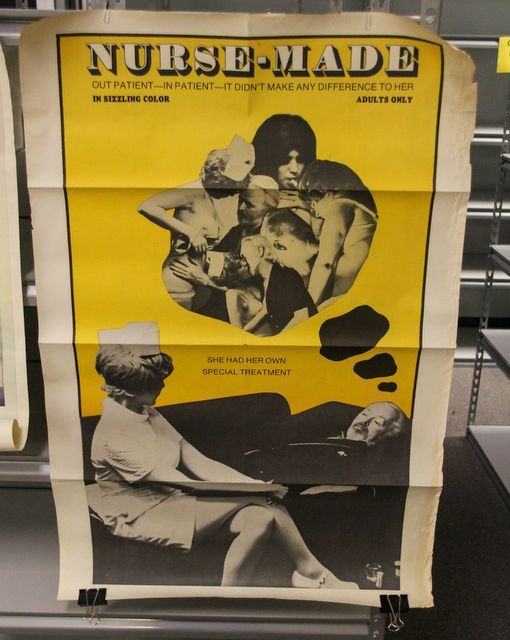 NURSE-MADE
OUT PATIENT—IN PATIENT—IT DIDN'T MAKE ANY DIFFERENCE TO HER
IN SIZZLING COLOR ADULTS ONLY
SHE HAD HER OWN
SPECIAL TREATMENT